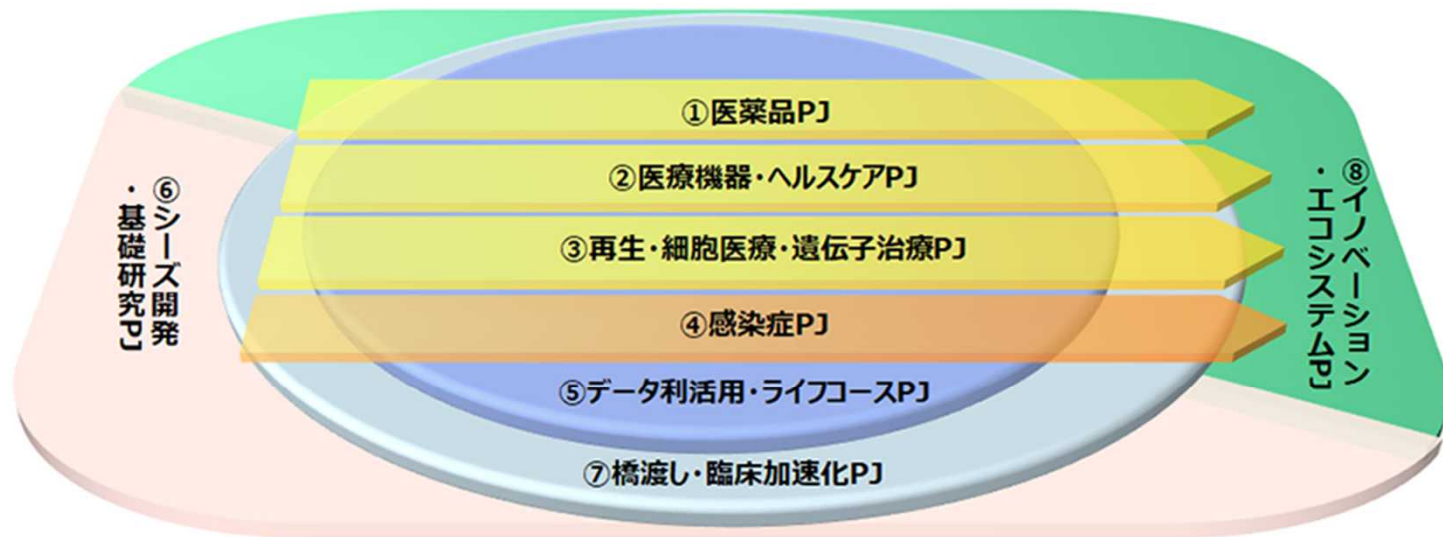 ①医薬品PJ
②医療機器・ヘルスケアPJ
③再生・細胞医療・遺伝子治療PJ
④感染症PJ
⑤データ利活用・ライフコースPJ
⑦橋渡し・臨床加速化PJ
⑥シーズ開発
・基礎研究PJ
⑧イノベーション
・エコシステムPJ